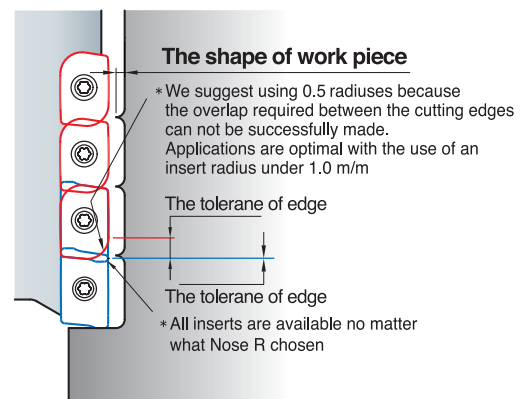 The shape of work piece
* We suggest using 0.5 radiuses because
the overlap required between the cutting edges
can not be successfully made.
Applications are optimal with the use of an
insert radius under 1.0 m/m
The tolerane of edge
The tolerane of edge
* All inserts are available no matter
what Nose R chosen